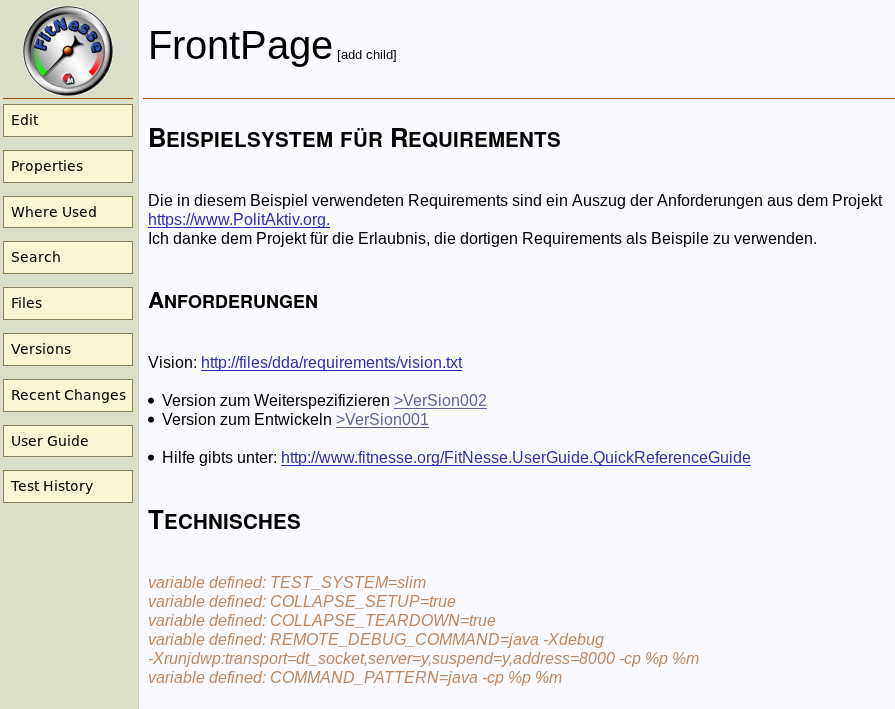 FitNesse
FrontPage [add child]
Edit
Properties
Where Used
Search
Files
Versions
Recent Changes
User Guide
Test History
BEISPIELSYSTEM FÜR REQUIREMENTS
Die in diesem Beispiel verwendeten Requirements sind ein Auszug der Anforderungen aus dem Projekt
https://www.PolitAktiv.org.
Ich danke dem Projekt für die Erlaubnis, die dortigen Requirements als Beispile zu verwenden.
ANFORDERUNGEN
Vision: http://files/dda/requirements/vision.txt
• Version zum Weiterspezifizieren >VerSion002
• Version zum Entwickeln >VerSion001
• Hilfe gibts unter: http://www.fitnesse.org/FitNesse.UserGuide.QuickReferenceGuide
TECHNISCHES
variable defined: TEST_SYSTEM=slim
variable defined: COLLAPSE_SETUP=true
variable defined: COLLAPSE_TEARDOWN=true
variable defined: REMOTE_DEBUG_COMMAND=java -Xdebug
-Xrunjdwp:transport=dt_socket,server=y,suspend=y,address=8000 -cp %p %m
variable defined: COMMAND_PATTERN=java -cp %p %m